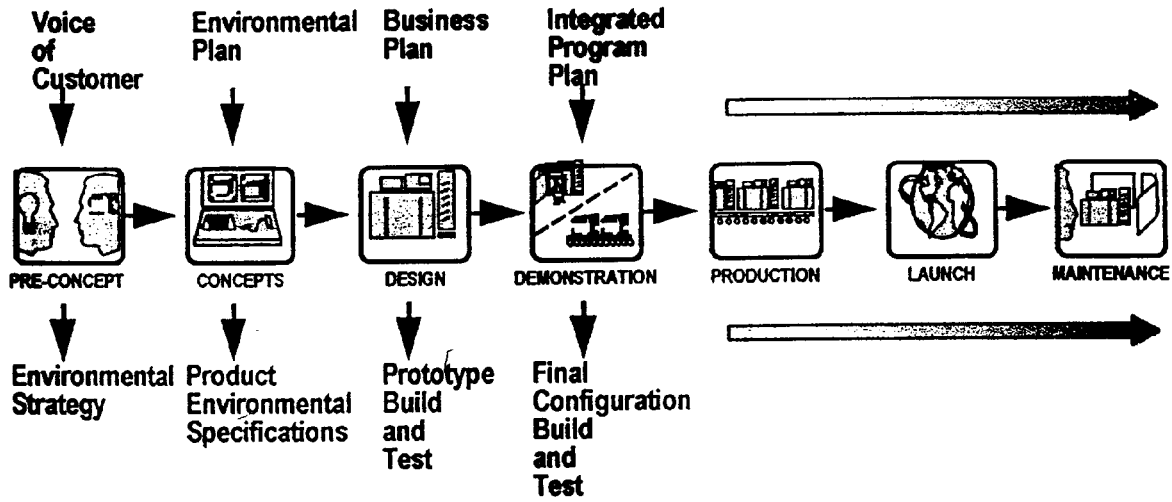 Voice
of
Customer
Environmental
Plan
Business
Plan
Integrated
Program
Plan
PRE-CONCEPT
CONCEPTS
DESIGN
DEMONSTRATION
PRODUCTION
LAUNCH
MAINTENANCE
Environmental
Strategy
Product
Environmental
Specifications
Prototype
Build
and
Test
Final
Configuration
Build
and
Test